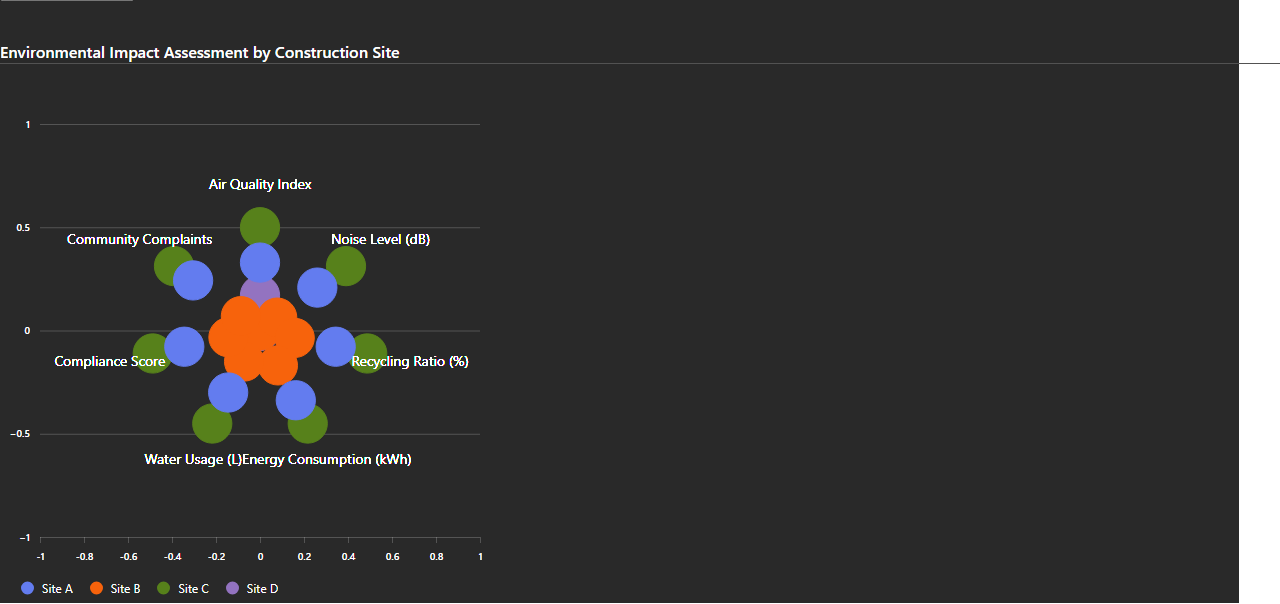 Environmental Impact Assessment by Construction Site
1
Air Quality Index
0.5
Community Complaints
Noise Level (dB)
0
Compliance Score
Recycling Ratio (%)
−0.5
Water Usage (L)
Energy Consumption (kWh)
−1
-1 -0.8 -0.6 -0.4 -0.2 0 0.2 0.4 0.6 0.8 1
Site A Site B Site C Site D